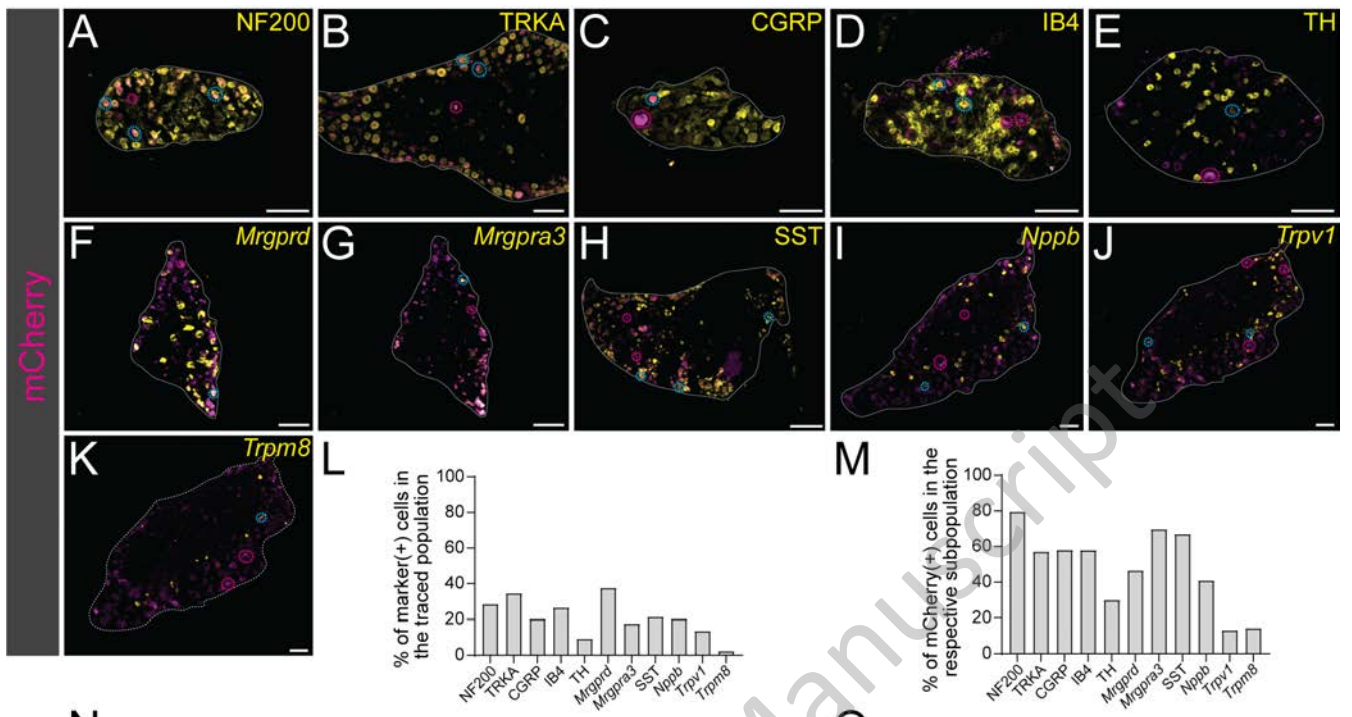 mCherry
A NF200
B TRKA
C CGRP
D IB4
E TH
F Mrgprd
G Mrgpra3
H SST
I Nppb
J Trpv1
K Trpm8
L
% of marker(+) cells in
the traced population
100
80
60
40
20
0
NF200 TRKA CGRP IB4 TH Mrgprd Mrgpra3 SST Nppb Trpv1 Trpm8
M
% of mCherry(+) cells in the
respective subpopulation
100
80
60
40
20
0
NF200 TRKA CGRP IB4 TH Mrgprd Mrgpra3 SST Nppb Trpv1 Trpm8
Manuscript